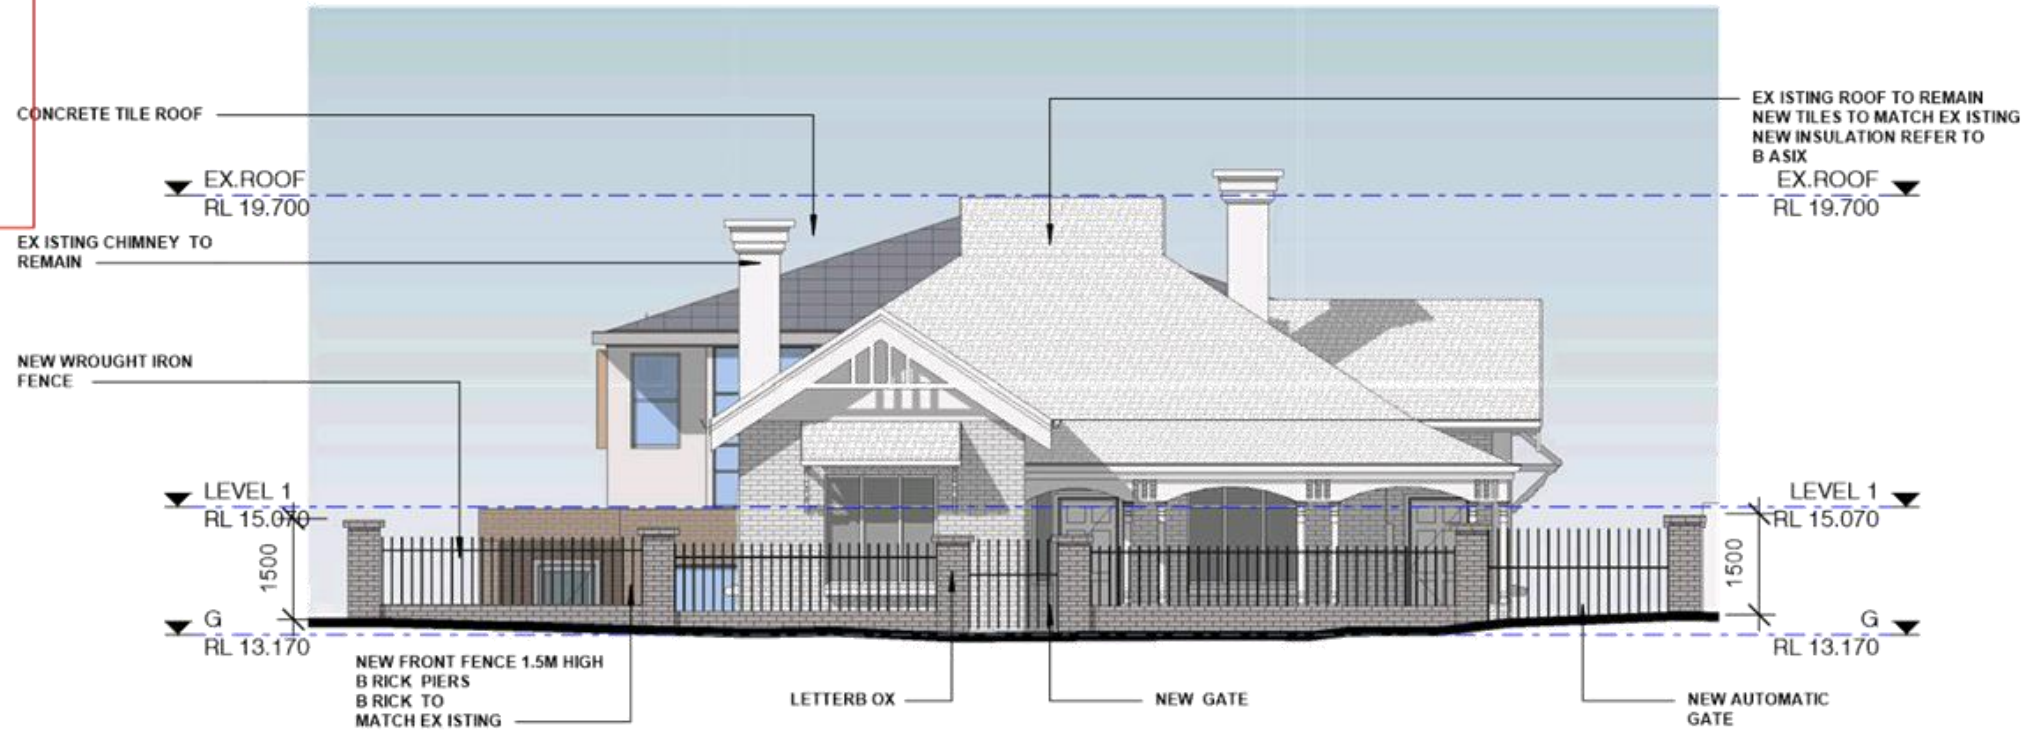 CONCRETE TILE ROOF
EX.ROOF
RL 19.700
EX ISTING CHIMNEY TO
REMAIN
NEW WROUGHT IRON
FENCE
LEVEL 1
RL 15.070
1500
G
RL 13.170
NEW FRONT FENCE 1.5M HIGH
B RICK PIERS
B RICK TO
MATCH EX ISTING
LETTERB OX
NEW GATE
EX ISTING ROOF TO REMAIN
NEW TILES TO MATCH EX ISTING
NEW INSULATION REFER TO
B ASIX
EX.ROOF
RL 19.700
LEVEL 1
RL 15.070
1500
G
RL 13.170
NEW AUTOMATIC
GATE